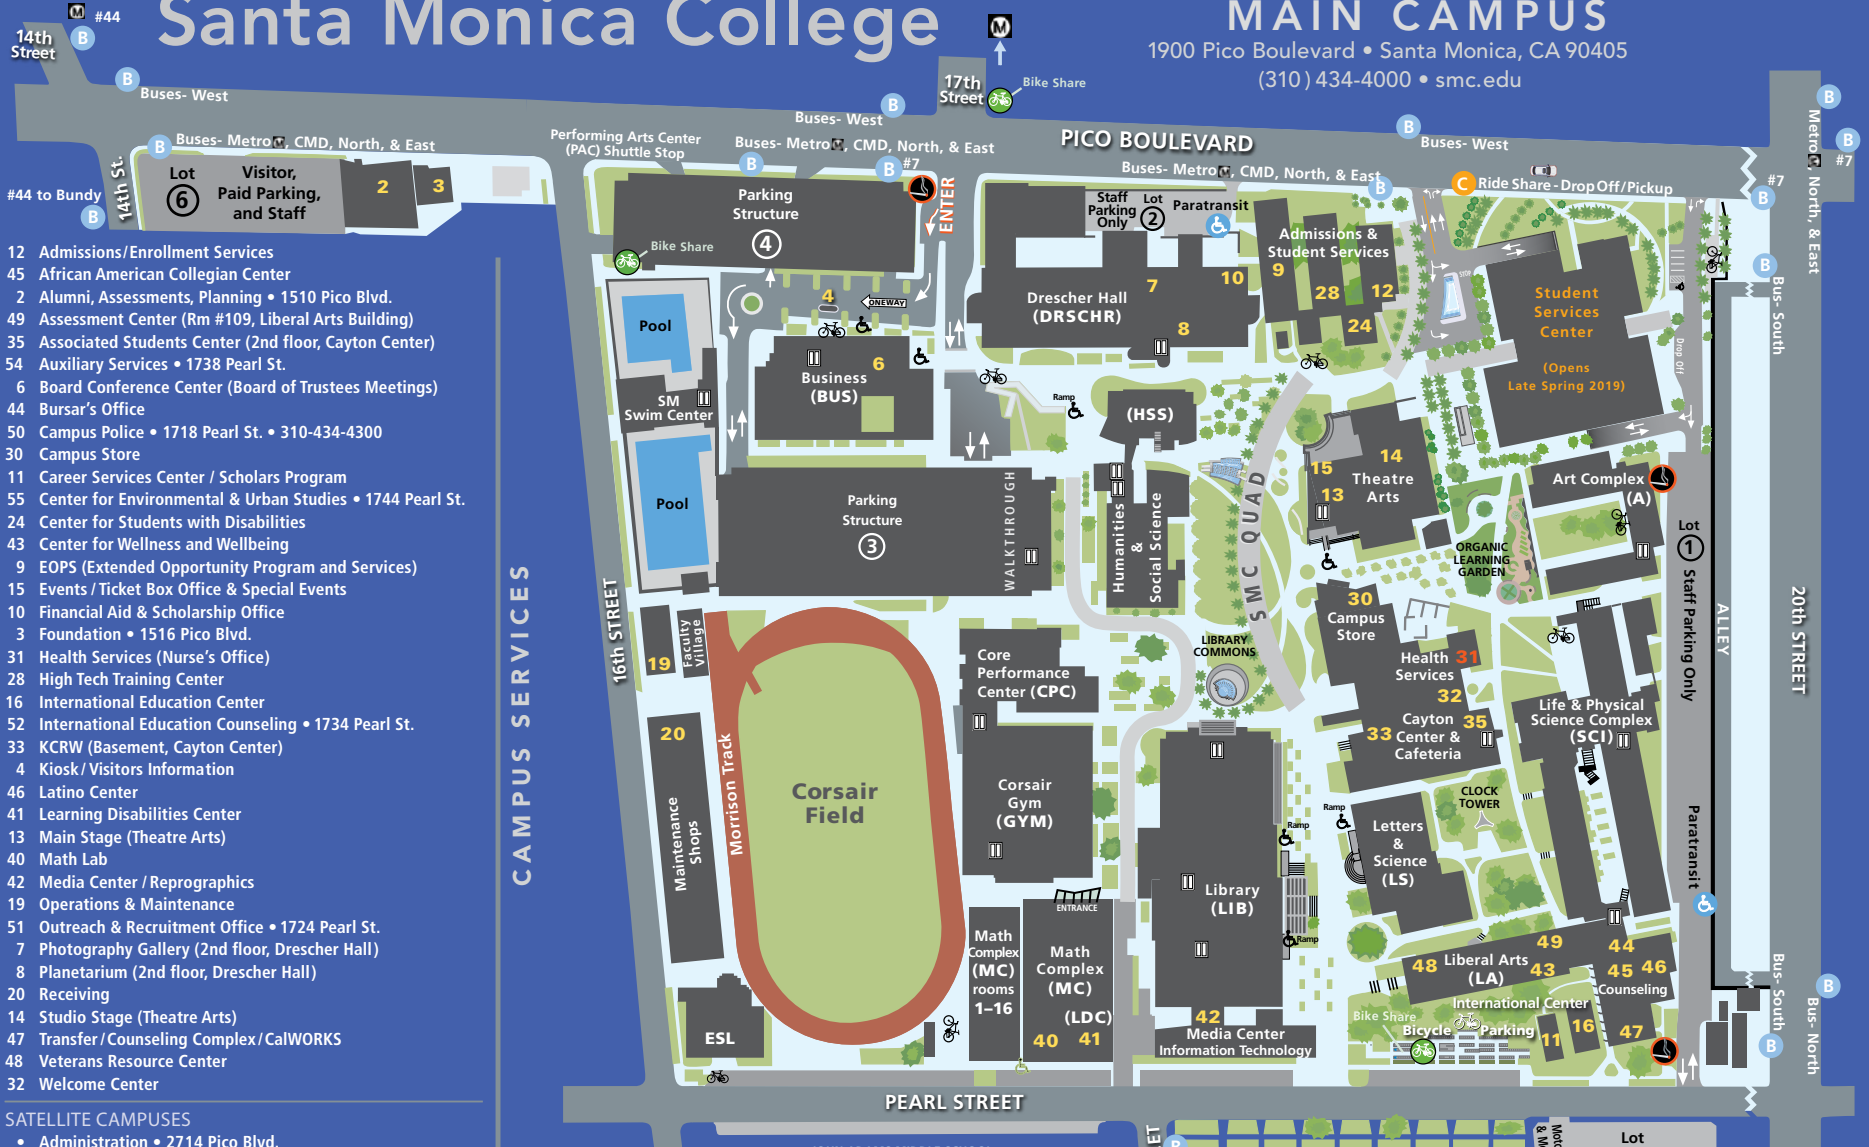 Santa Monica College
MAIN CAMPUS
1900 Pico Boulevard • Santa Monica, CA 90405
(310) 434-4000 • smc.edu
M #44
14th
Street
B
B
Buses- West
17th
Street
M
Bike Share
Buses- West
B
PICO BOULEVARD
B
Buses- West
B
Metro M, North, & East
B
#7
B
Buses- Metro M, CMD, North, & East
Performing Arts Center
(PAC) Shuttle Stop
Buses- Metro M, CMD, North, & East
B
B
#7
Buses- Metro M, CMD, North, & East
B
C Ride Share - Drop Off/Pickup
#7
B
#44 to Bundy
B
14th St.
Lot
6
Visitor,
Paid Parking,
and Staff
2
3
Parking
Structure
4
Bike Share
ENTER
Staff
Parking
Only
Lot
2
Paratransit
Admissions &
Student Services
9
28
12
24
7
10
Drescher Hall
(DRSCHR)
8
STOP
Student
Services
Center
(Opens
Late Spring 2019)
Drop Off
B
Bus- South
Pool
4
ONEWAY
6
Business
(BUS)
SM
Swim Center
Pool
Ramp
(HSS)
Parking
Structure
3
WALKTHROUGH
Humanities
&
Social Science
SMC QUAD
15
14
Theatre
Arts
13
Art Complex
(A)
ORGANIC
LEARNING
GARDEN
Lot
1
Staff Parking Only
ALLEY
20th STREET
16th STREET
19
Faculty
Village
20
Maintenance
Shops
Morrison Track
Corsair
Field
Core
Performance
Center (CPC)
Corsair
Gym
(GYM)
ENTRANCE
LIBRARY
COMMONS
30
Campus
Store
Health
Services
31
32
Cayton
Center &
Cafeteria
33
35
Life & Physical
Science Complex
(SCI)
CLOCK
TOWER
Ramp
Ramp
Ramp
Letters
&
Science
(LS)
Library
(LIB)
Paratransit
Math
Complex
(MC)
rooms
1–16
Math
Complex
(MC)
(LDC)
40
41
ESL
42
Media Center
Information Technology
48
Liberal Arts
(LA)
49
43
44
45
46
Counseling
International Center
Bike Share
Bicycle
Parking
11
16
47
Bus- South
B
B
Bus- North
PEARL STREET
B
Lot
CAMPUS SERVICES
12 Admissions/Enrollment Services
45 African American Collegian Center
2 Alumni, Assessments, Planning • 1510 Pico Blvd.
49 Assessment Center (Rm #109, Liberal Arts Building)
35 Associated Students Center (2nd floor, Cayton Center)
54 Auxiliary Services • 1738 Pearl St.
6 Board Conference Center (Board of Trustees Meetings)
44 Bursar's Office
50 Campus Police • 1718 Pearl St. • 310-434-4300
30 Campus Store
11 Career Services Center / Scholars Program
55 Center for Environmental & Urban Studies • 1744 Pearl St.
24 Center for Students with Disabilities
43 Center for Wellness and Wellbeing
9 EOPS (Extended Opportunity Program and Services)
15 Events / Ticket Box Office & Special Events
10 Financial Aid & Scholarship Office
3 Foundation • 1516 Pico Blvd.
31 Health Services (Nurse's Office)
28 High Tech Training Center
16 International Education Center
52 International Education Counseling • 1734 Pearl St.
33 KCRW (Basement, Cayton Center)
4 Kiosk / Visitors Information
46 Latino Center
41 Learning Disabilities Center
13 Main Stage (Theatre Arts)
40 Math Lab
42 Media Center / Reprographics
19 Operations & Maintenance
51 Outreach & Recruitment Office • 1724 Pearl St.
7 Photography Gallery (2nd floor, Drescher Hall)
8 Planetarium (2nd floor, Drescher Hall)
20 Receiving
14 Studio Stage (Theatre Arts)
47 Transfer / Counseling Complex / CalWORKS
48 Veterans Resource Center
32 Welcome Center
SATELLITE CAMPUSES
• Administration • 2714 Pico Blvd.